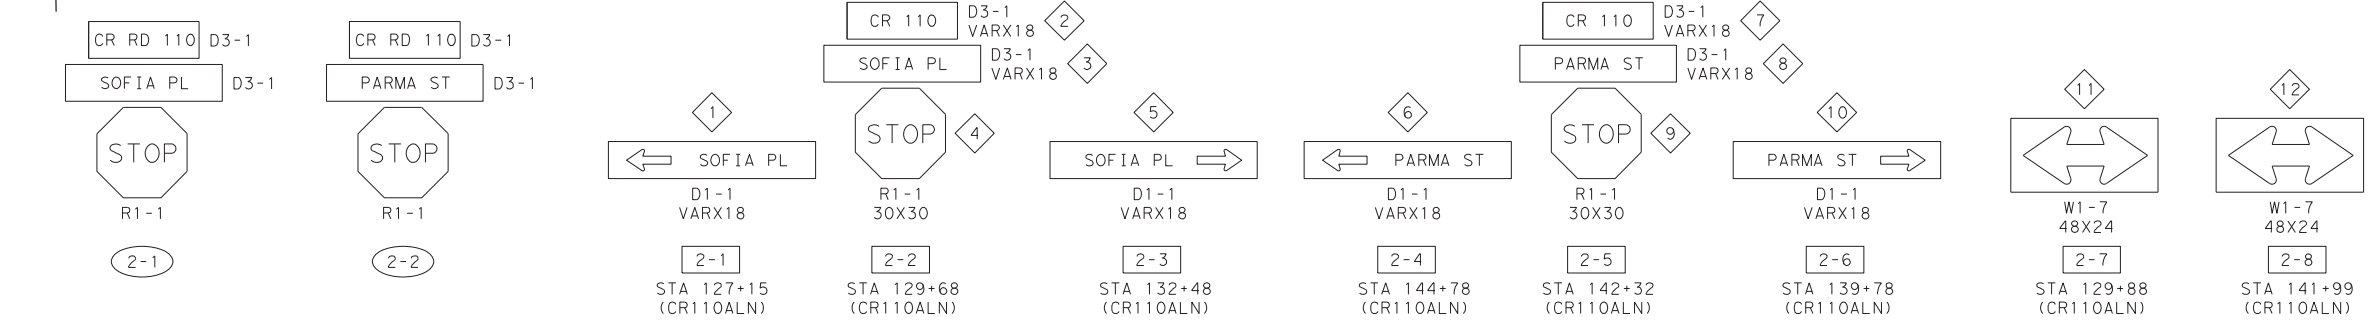 CR RD 110 D3-1
SOFIA PL D3-1
STOP
R1-1
2-1
CR RD 110 D3-1
PARMA ST D3-1
STOP
R1-1
2-2
1
SOFIA PL
D1-1
VARX18
2-1
STA 127+15
(CR110ALN)
CR 110 D3-1
VARX18 2
SOFIA PL D3-1
VARX18 3
STOP 4
R1-1
30X30
2-2
STA 129+68
(CR110ALN)
5
SOFIA PL
D1-1
VARX18
2-3
STA 132+48
(CR110ALN)
6
PARMA ST
D1-1
VARX18
2-4
STA 144+78
(CR110ALN)
CR 110 D3-1
VARX18 7
PARMA ST D3-1
VARX18 8
STOP 9
R1-1
30X30
2-5
STA 142+32
(CR110ALN)
10
PARMA ST
D1-1
VARX18
2-6
STA 139+78
(CR110ALN)
11
W1-7
48X24
2-7
STA 129+88
(CR110ALN)
12
W1-7
48X24
2-8
STA 141+99
(CR110ALN)